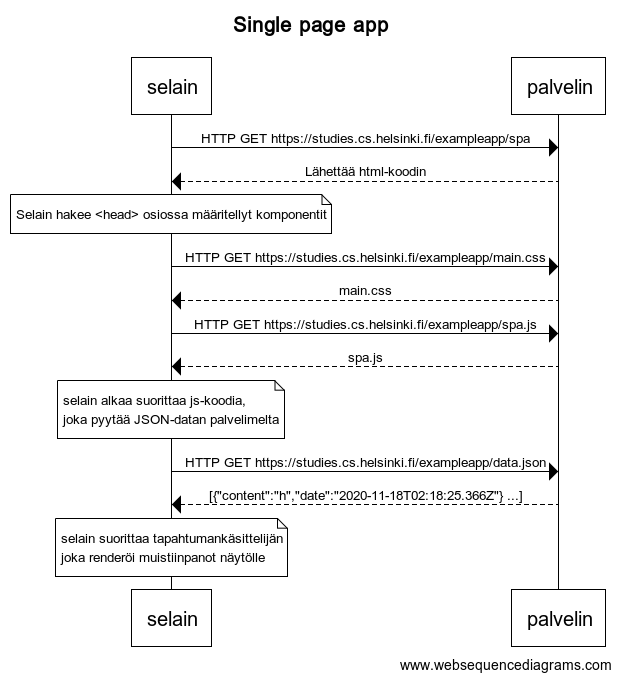 Single page app
selain
palvelin
HTTP GET https://studies.cs.helsinki.fi/exampleapp/spa
Lähettää html-koodin
Selain hakee <head> osiossa määritellyt komponentit
HTTP GET https://studies.cs.helsinki.fi/exampleapp/main.css
main.css
HTTP GET https://studies.cs.helsinki.fi/exampleapp/spa.js
spa.js
selain alkaa suorittaa js-koodia,
joka pyytää JSON-datan palvelimelta
HTTP GET https://studies.cs.helsinki.fi/exampleapp/data.json
[{"content":"h","date":"2020-11-18T02:18:25.366Z"} ...]
selain suorittaa tapahtumankäsittelijän
joka renderöi muistiinpanot näytölle
selain
palvelin
www.websequencediagrams.com